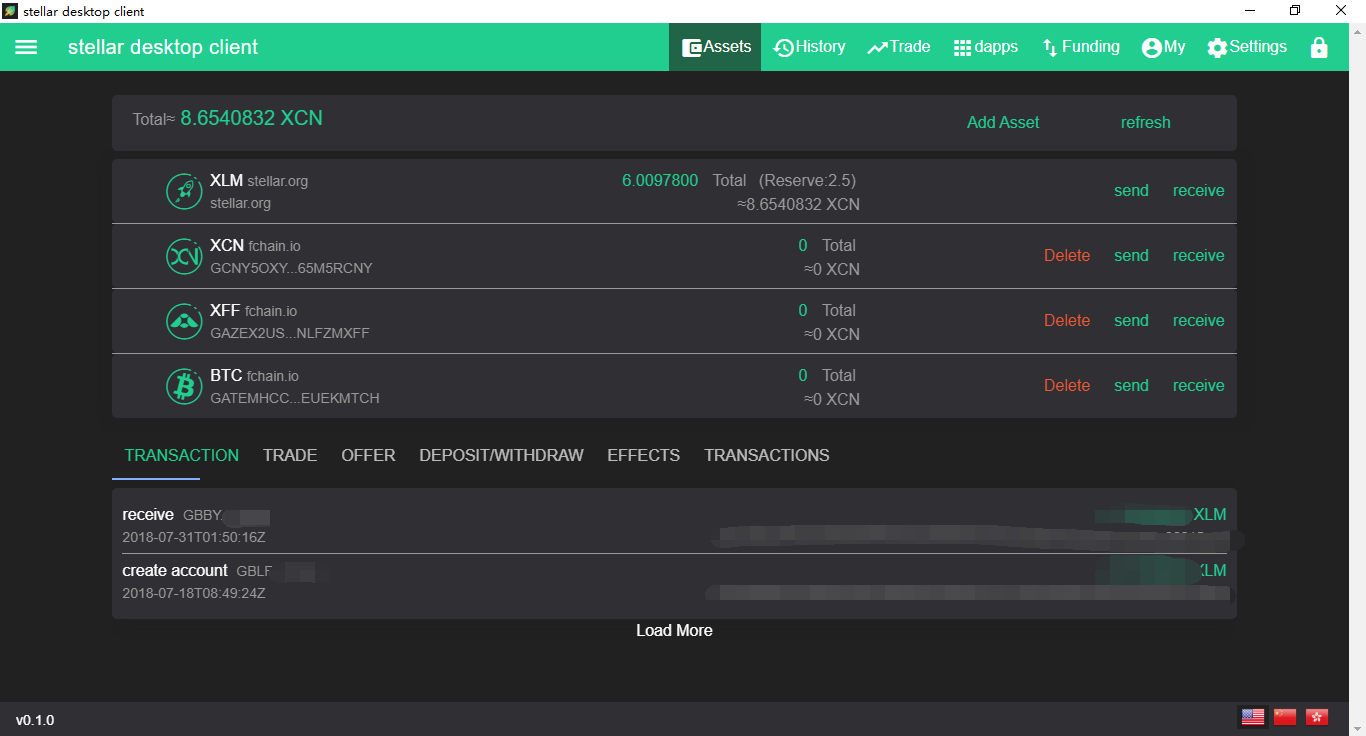 stellar desktop client
stellar desktop client Assets History Trade dapps Funding My Settings
Total≈ 8.6540832 XCN Add Asset refresh
XLM stellar.org 6.0097800 Total (Reserve:2.5)
stellar.org ≈8.6540832 XCN send receive
XCN fchain.io 0 Total
GCNY5OXY...65M5RCNY ≈0 XCN Delete send receive
XFF fchain.io 0 Total
GAZEX2US...NLFZMXFF ≈0 XCN Delete send receive
BTC fchain.io 0 Total
GATEMHCC...EUEKMTCH ≈0 XCN Delete send receive
TRANSACTION TRADE OFFER DEPOSIT/WITHDRAW EFFECTS TRANSACTIONS
receive GBBY. XLM
2018-07-31T01:50:16Z
create account XLM
2018-07-18T08:49:24Z
Load More
v0.1.0